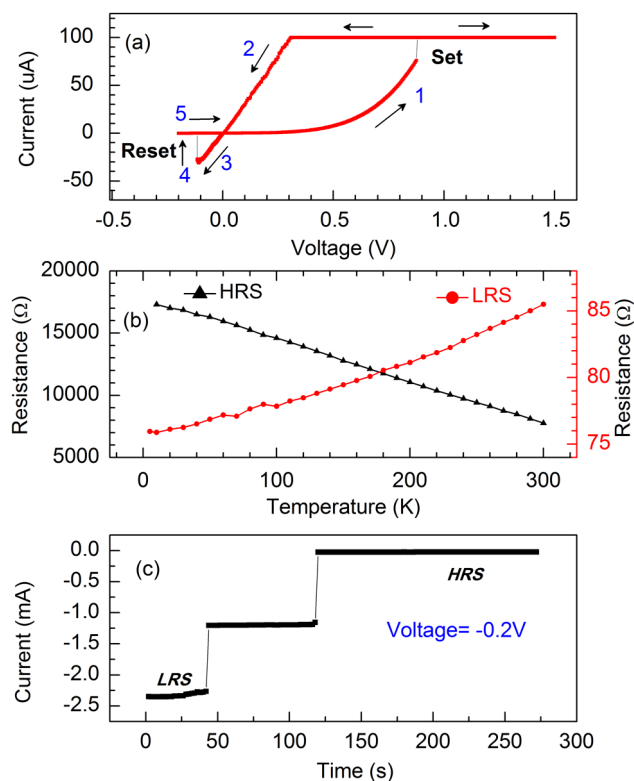 (a)
100
50
0
-50
Current (uA)
2
Set
1
5
Reset
4
3
-0.5 0.0 0.5 1.0 1.5
Voltage (V)
20000
15000
10000
5000
Resistance (Ω)
HRS
LRS
(b)
85
80
75
Resistance (Ω)
0 100 200 300
Temperature (K)
(c)
0.0
-0.5
-1.0
-1.5
-2.0
-2.5
Current (mA)
HRS
Voltage= -0.2V
LRS
0 50 100 150 200 250 300
Time (s)